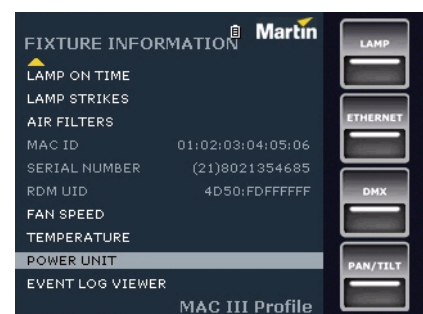 Martin
FIXTURE INFORMATION
LAMP ON TIME
LAMP STRIKES
AIR FILTERS
MAC ID 01:02:03:04:05:06
SERIAL NUMBER (21)8021354685
RDM UID 4D50:FDFFFFFF
FAN SPEED
TEMPERATURE
POWER UNIT
EVENT LOG VIEWER
MAC III Profile
LAMP
ETHERNET
DMX
PAN/TILT